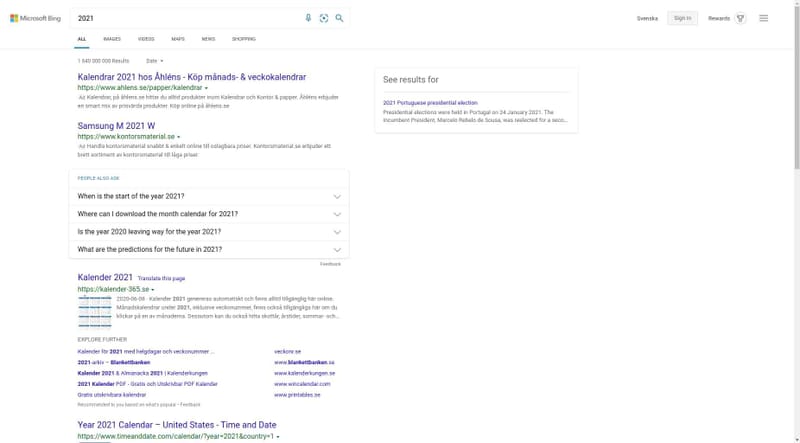 Microsoft Bing
2021
Svenska
Sign in
Rewards
ALL
IMAGES
VIDEOS
MAPS
NEWS
SHOPPING
1 640 000 000 Results
Date
Kalendrar 2021 hos Åhléns - Köp månads- & veckokalendrar
https://www.ahlens.se/papper/kalendrar
Ad Kalendrar, på åhlens.se hittar du alltid produkter inom Kalendrar och Kontor & papper. Åhléns erbjuder
en smart mix av prisvärda produkter. Köp online på åhlens.se
Samsung M 2021 W
https://www.kontorsmaterial.se
Ad Handla kontorsmaterial snabbt & enkelt online till oslagbara priser. Kontorsmaterial.se erbjuder ett
brett sortiment av kontorsmaterial till låga priser
See results for
2021 Portuguese presidential election
Presidential elections were held in Portugal on 24 January 2021. The
incumbent President, Marcelo Rebelo de Sousa, was reelected for a seco...
PEOPLE ALSO ASK
When is the start of the year 2021?
Where can I download the month calendar for 2021?
Is the year 2020 leaving way for the year 2021?
What are the predictions for the future in 2021?
Feedback
Kalender 2021 Translate this page
https://kalender-365.se
2020-06-08 · Kalender 2021 genereras automatiskt och finns alltid tillgänglig här online.
Månadskalendrar under 2021, inklusive veckonummer, finns också tillgängliga här om du
klickar på en av månaderna. Dessutom kan du också hitta skottår, årstider, sommar- och...
EXPLORE FURTHER
Kalender för 2021 med helgdagar och veckonummer ...
veckonr.se
2021-arkiv – Blankettbanken
www.blankettbanken.se
Kalender 2021 & Almanacka 2021 | Kalenderkungen
www.kalenderkungen.se
2021 Kalender PDF - Gratis och Utskrivbar PDF Kalender
www.wincalendar.com
Gratis utskrivbara kalendrar
www.printables.se
Recommended to you based on what's popular • Feedback
Year 2021 Calendar – United States - Time and Date
https://www.timeanddate.com/calendar/?year=2021&country=1